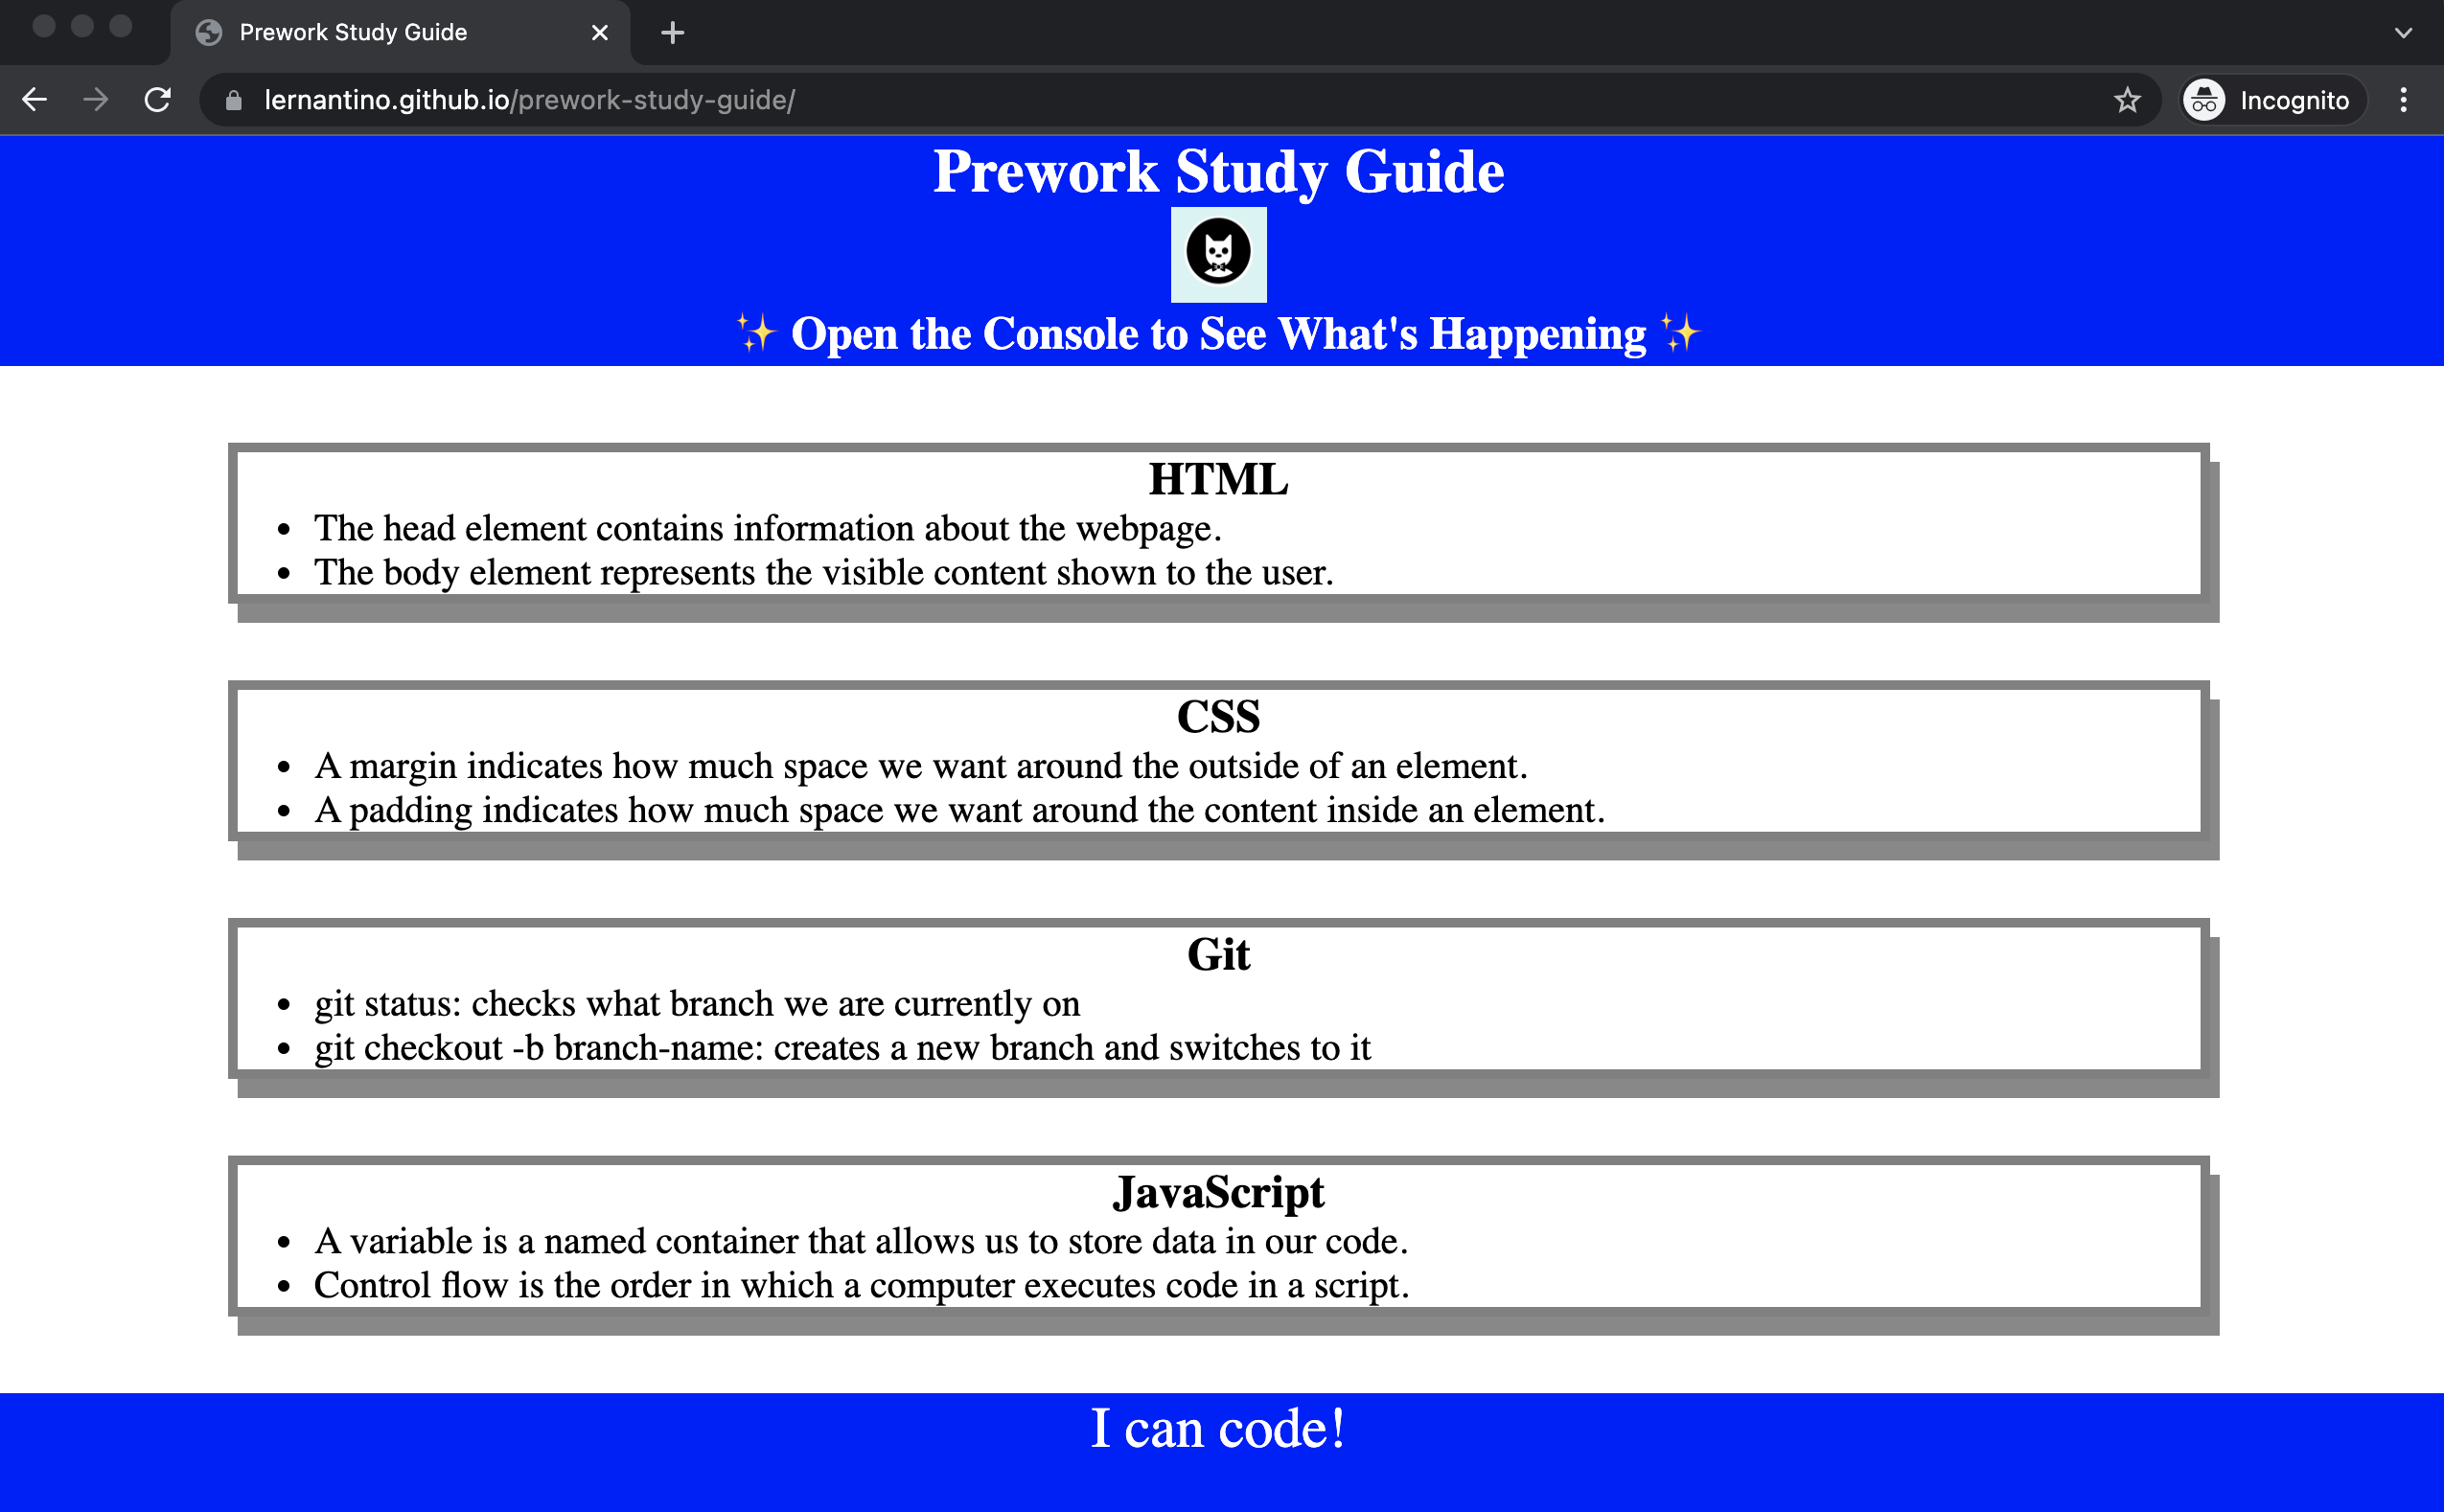 Prework Study Guide
lernantino.github.io/prework-study-guide/
Incognito
Prework Study Guide
✨ Open the Console to See What's Happening ✨
HTML
• The head element contains information about the webpage.
• The body element represents the visible content shown to the user.
CSS
• A margin indicates how much space we want around the outside of an element.
• A padding indicates how much space we want around the content inside an element.
Git
• git status: checks what branch we are currently on
• git checkout -b branch-name: creates a new branch and switches to it
JavaScript
• A variable is a named container that allows us to store data in our code.
• Control flow is the order in which a computer executes code in a script.
I can code!